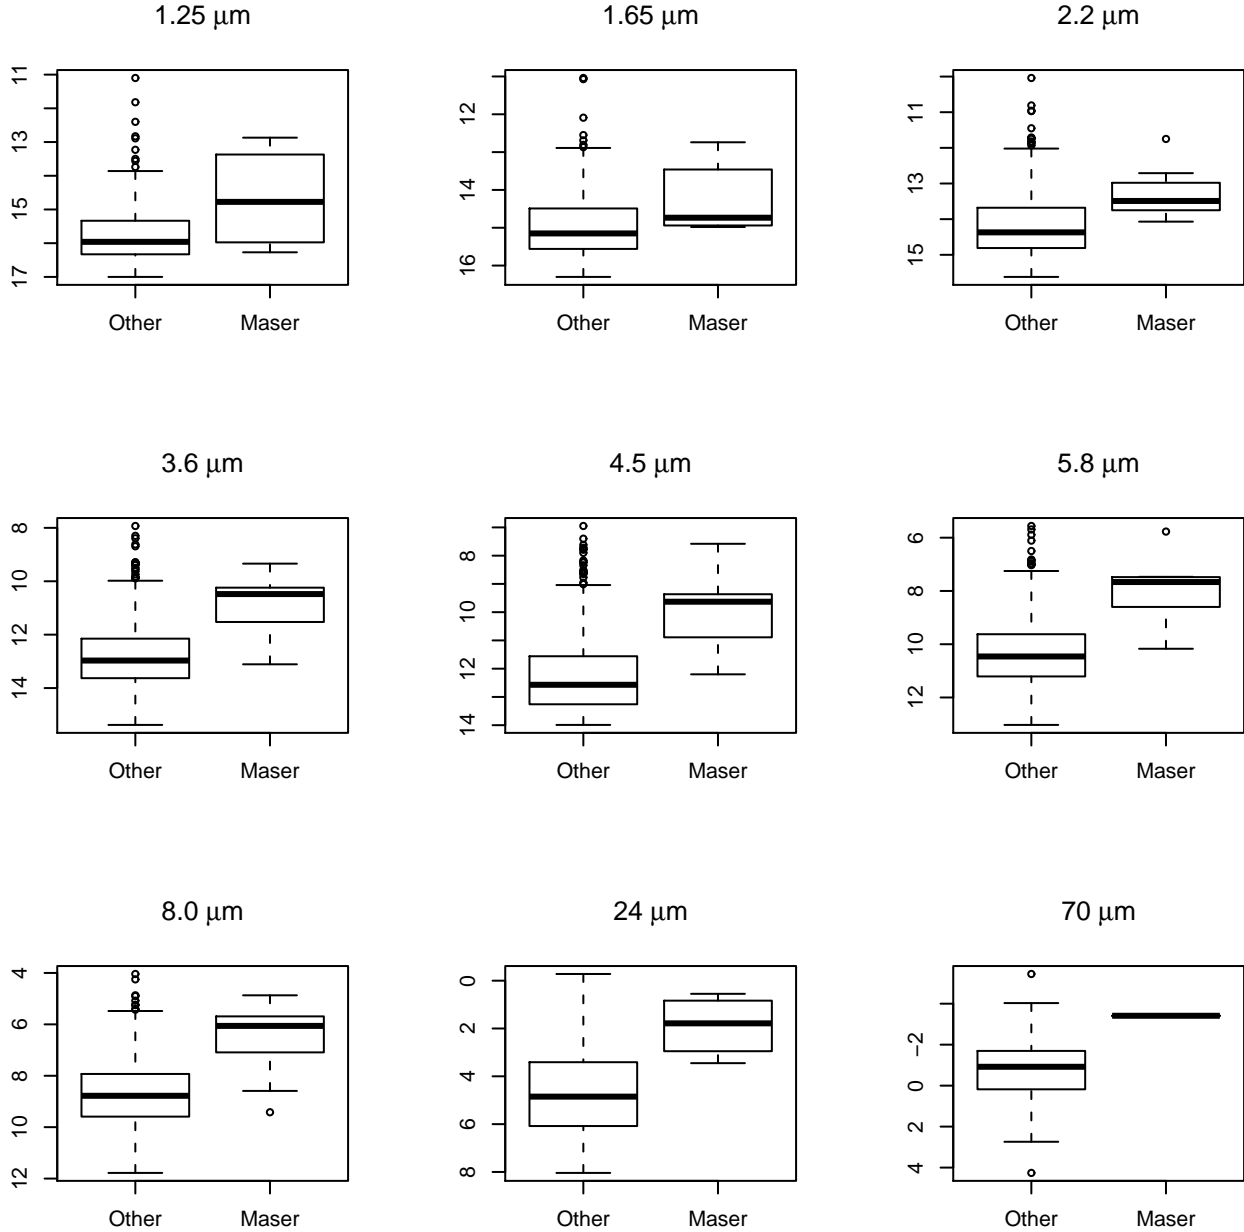 1.25 μm
1.65 μm
2.2 μm
11
13
15
17
Other
Maser
12
14
16
Other
Maser
11
13
15
Other
Maser
3.6 μm
4.5 μm
5.8 μm
8
10
12
14
Other
Maser
8
10
12
14
Other
Maser
6
8
10
12
Other
Maser
8.0 μm
24 μm
70 μm
4
6
8
10
12
Other
Maser
0
2
4
6
8
Other
Maser
−2
0
2
4
Other
Maser